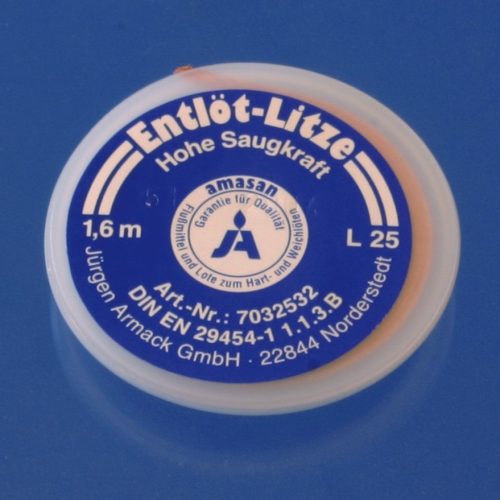 Entlöt-Litze
Hohe Saugkraft
amasan
Garantie für Qualität
Flußmittel und Lote zum Hart- und Weichlöten
A
1,6 m
L 25
Art.-Nr.: 7032532
DIN EN 29454-1 1.1.3.B
Jürgen Armack GmbH · 22844 Norderstedt